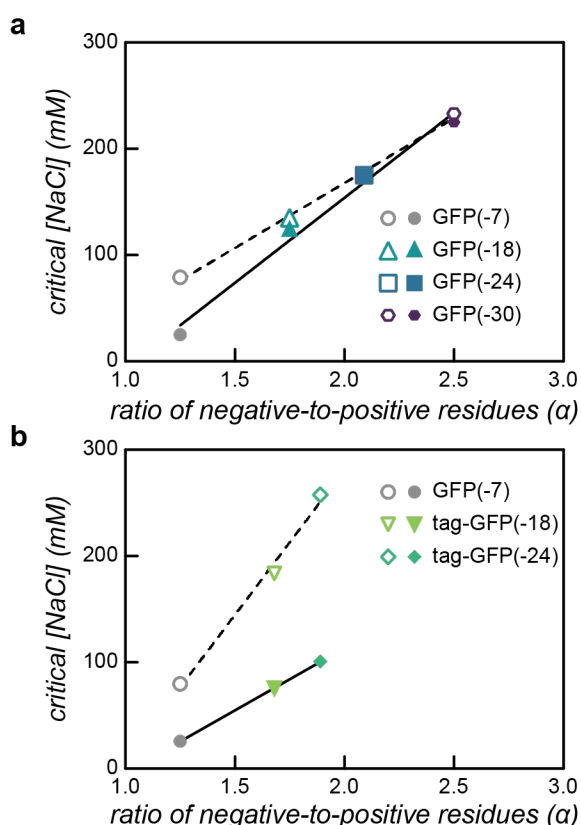 a
300
200
100
0
critical [NaCl] (mM)
GFP(-7)
GFP(-18)
GFP(-24)
GFP(-30)
1.0 1.5 2.0 2.5 3.0
ratio of negative-to-positive residues (α)
b
300
200
100
0
critical [NaCl] (mM)
GFP(-7)
tag-GFP(-18)
tag-GFP(-24)
1.0 1.5 2.0 2.5 3.0
ratio of negative-to-positive residues (α)